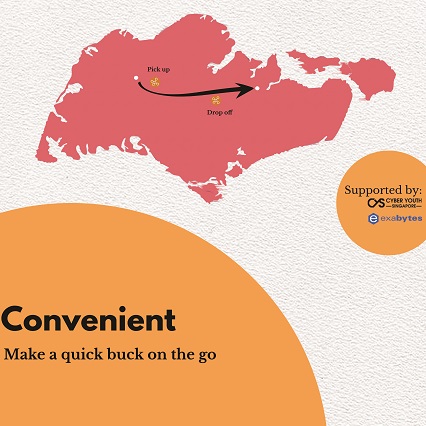 Pick up
Drop off
Supported by:
CYBER YOUTH
SINGAPORE
exabytes
Convenient
Make a quick buck on the go